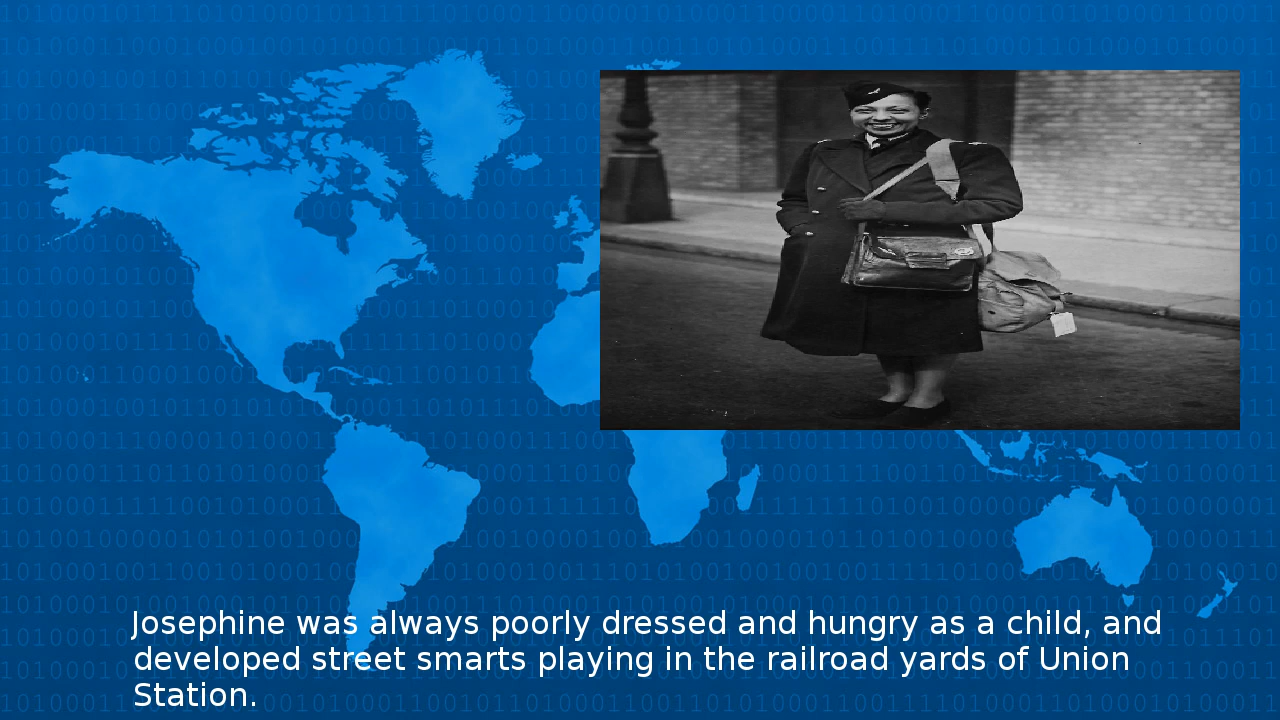 Josephine was always poorly dressed and hungry as a child, and
developed street smarts playing in the railroad yards of Union
Station.